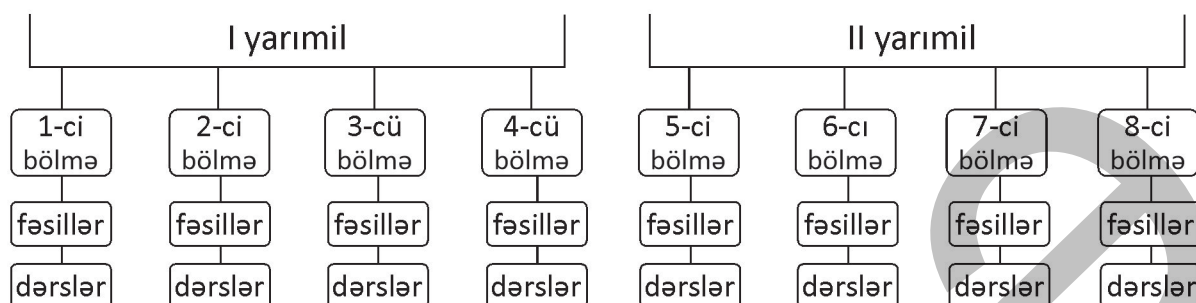 I yarımil II yarımil
1-ci 2-ci 3-cü 4-cü 5-ci 6-cı 7-ci 8-ci
bölmə bölmə bölmə bölmə bölmə bölmə bölmə bölmə
fəsillər fəsillər fəsillər fəsillər fəsillər fəsillər fəsillər fəsillər
dərslər dərslər dərslər dərslər dərslər dərslər dərslər dərslər